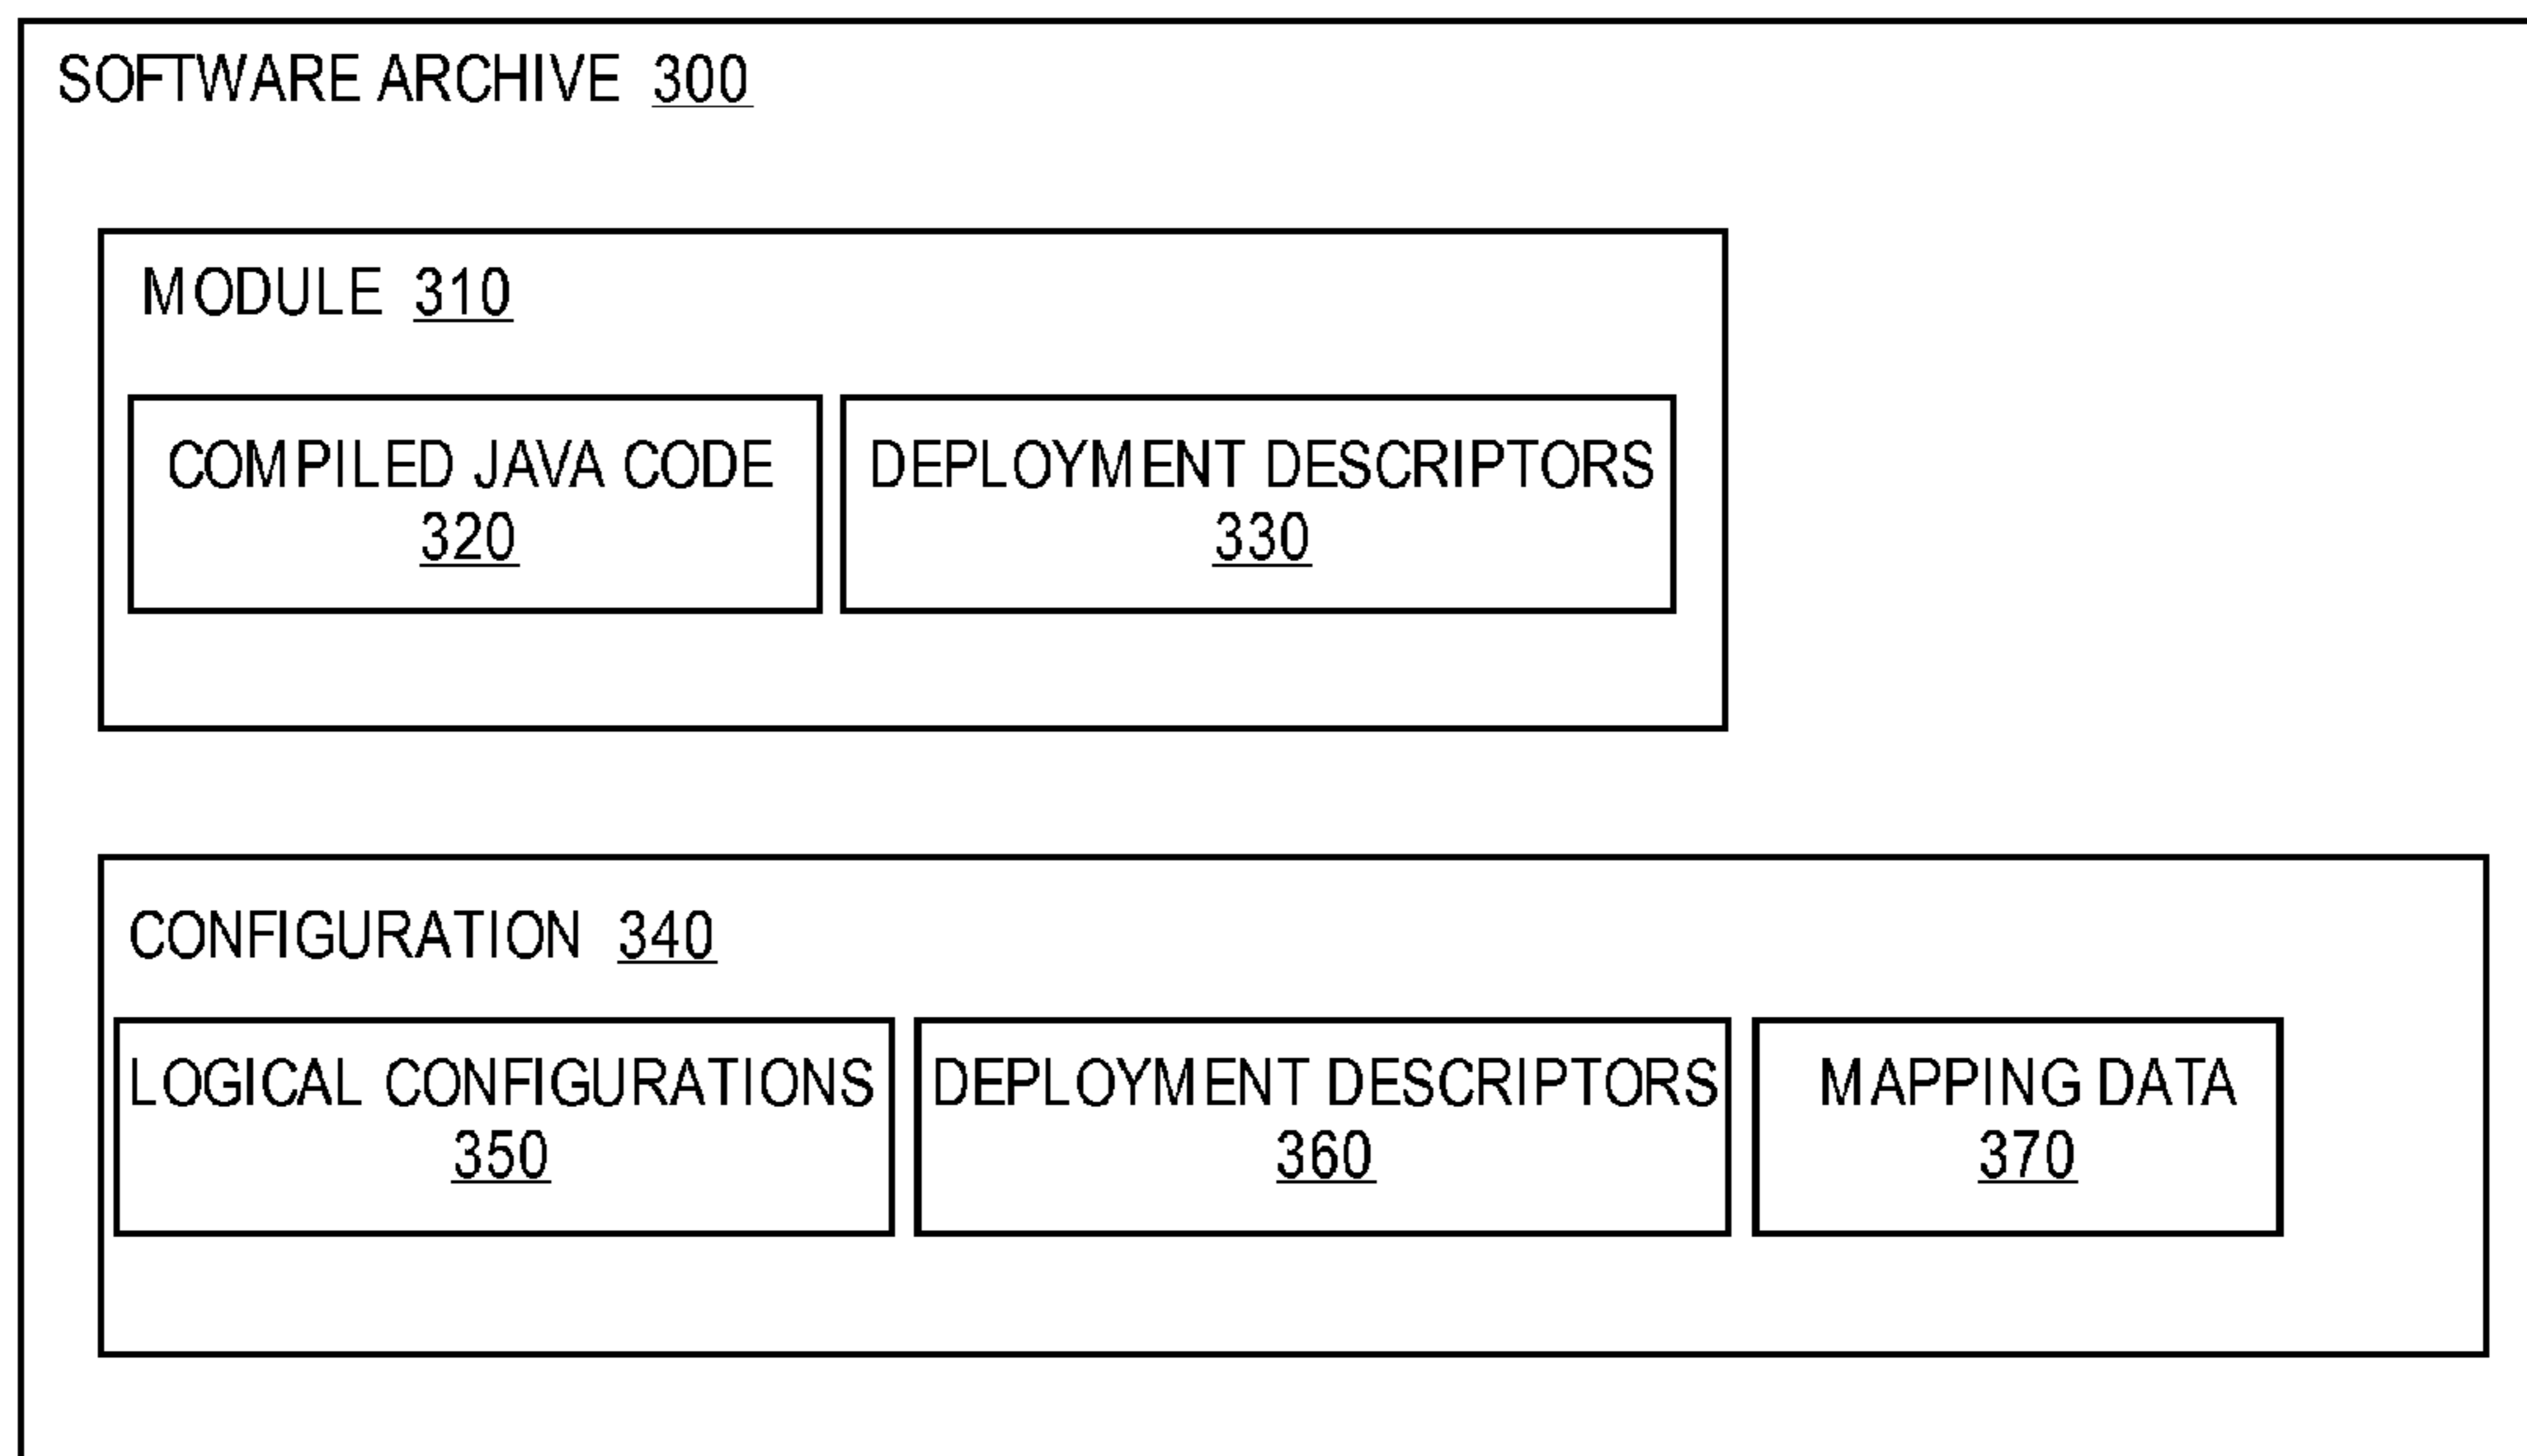 SOFTWARE ARCHIVE 300
MODULE 310
COMPILED JAVA CODE
320
DEPLOYMENT DESCRIPTORS
330
CONFIGURATION 340
LOGICAL CONFIGURATIONS
350
DEPLOYMENT DESCRIPTORS
360
MAPPING DATA
370